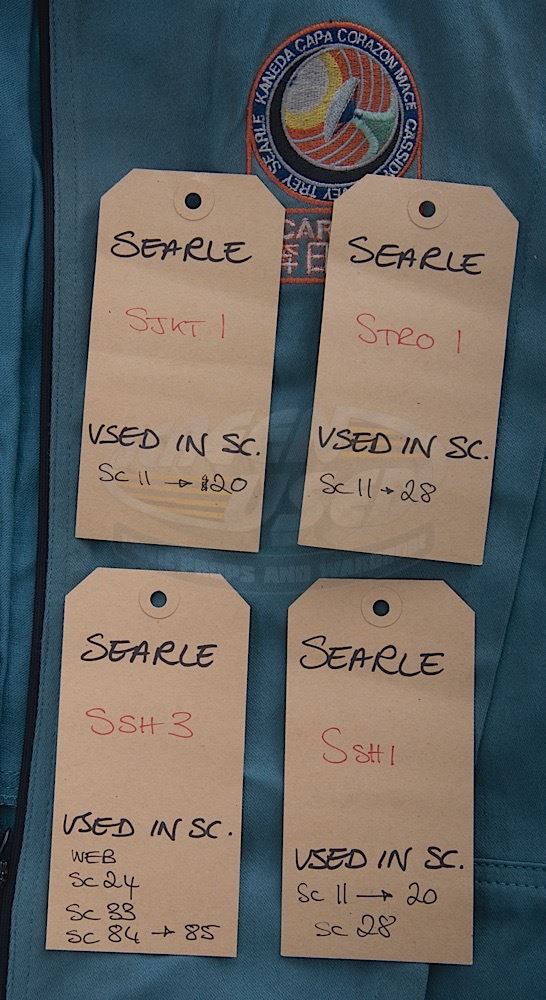 KANEDA CAPA CORAZON MACE
TREY SEARLE
SEARLE
SJKT 1
USED IN SC.
SC 11 → 20
SEARLE
STRO 1
USED IN SC.
SC 11 → 28
SEARLE
SSH 3
USED IN SC.
WEB
SC 24
SC 33
SC 84 → 85
SEARLE
SSH 1
USED IN SC.
SC 11 → 20
SC 28